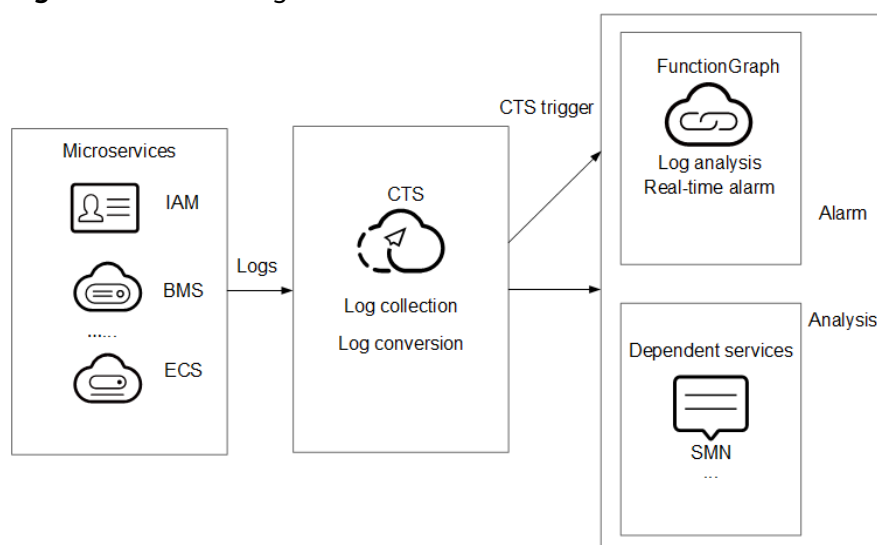 Microservices
IAM
BMS
......
ECS
Logs
CTS
Log collection
Log conversion
CTS trigger
FunctionGraph
Log analysis
Real-time alarm
Alarm
Analysis
Dependent services
SMN
...